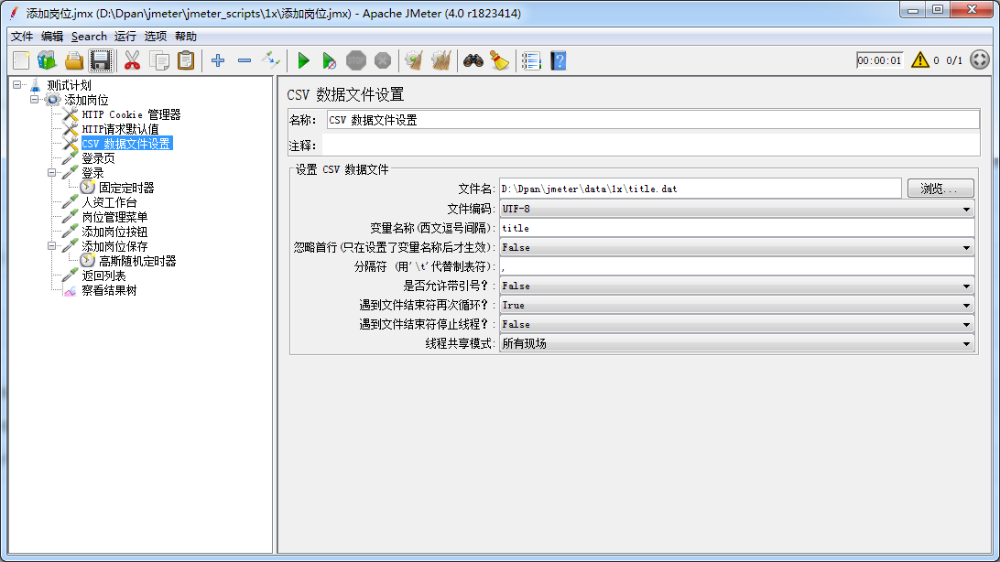 添加岗位.jmx (D:\Dpan\jmeter\jmeter_scripts\1x\添加岗位.jmx) - Apache JMeter (4.0 r1823414)
文件 编辑 Search 运行 选项 帮助
STOP 00:00:01 0 0/1
测试计划
添加岗位
HTTP Cookie 管理器
HTTP请求默认值
CSV 数据文件设置
登录页
登录
固定定时器
人资工作台
岗位管理菜单
添加岗位按钮
添加岗位保存
高斯随机定时器
返回列表
察看结果树
CSV 数据文件设置
名称: CSV 数据文件设置
注释:
设置 CSV 数据文件
文件名: D:\Dpan\jmeter\data\1x\title.dat 浏览...
文件编码: UTF-8
变量名称(西文逗号间隔): title
忽略首行(只在设置了变量名称后才生效): False
分隔符 (用'\t'代替制表符): ,
是否允许带引号?: False
遇到文件结束符再次循环?: True
遇到文件结束符停止线程?: False
线程共享模式: 所有现场